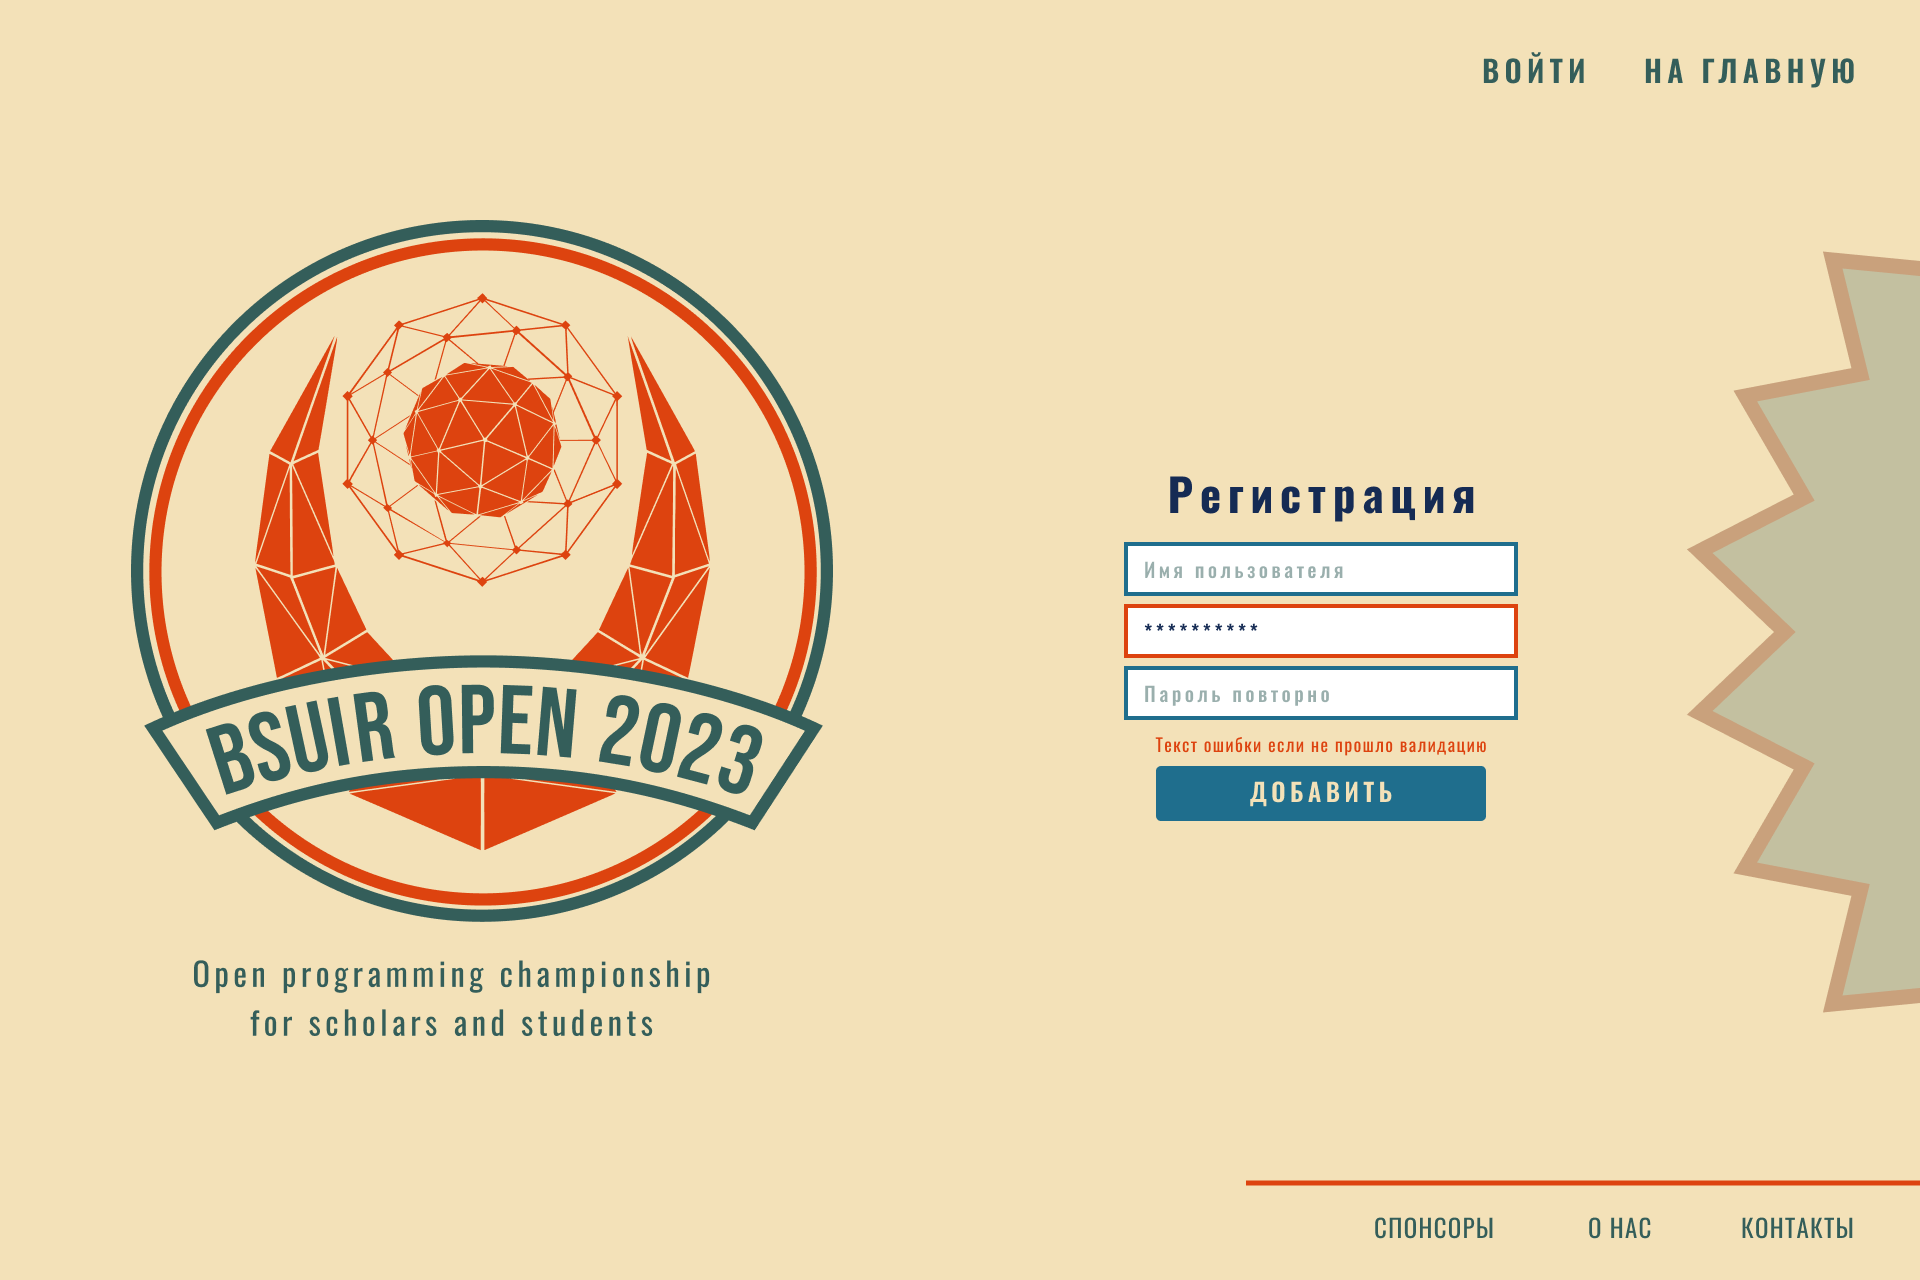 ВОЙТИ НА ГЛАВНУЮ
BSUIR OPEN 2023
Open programming championship
for scholars and students
Регистрация
Имя пользователя
**********
Пароль повторно
Текст ошибки если не прошло валидацию
ДОБАВИТЬ
СПОНСОРЫ О НАС КОНТАКТЫ